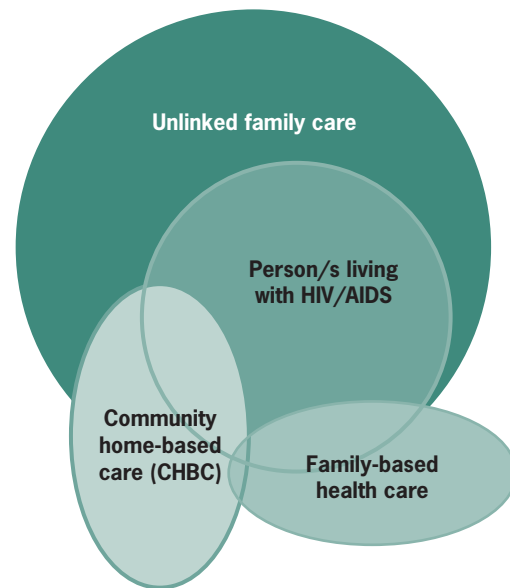 Unlinked family care
Person/s living
with HIV/AIDS
Community
home-based
care (CHBC)
Family-based
health care